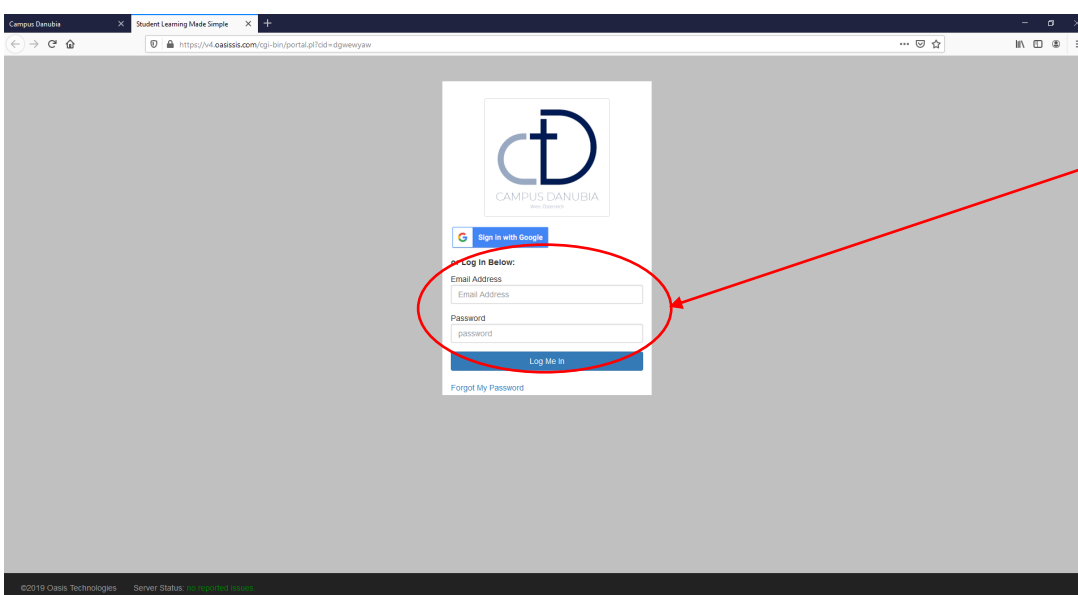 Campus Danubia
Student Learning Made Simple
https://v4.oasissis.com/cgi-bin/portal.pl?cid=dgwewyaw
CAMPUS DANUBIA
Wien, Österreich
G Sign in with Google
or Log In Below:
Email Address
Email Address
Password
password
Log Me In
Forgot My Password
©2019 Oasis Technologies Server Status: no reported issues